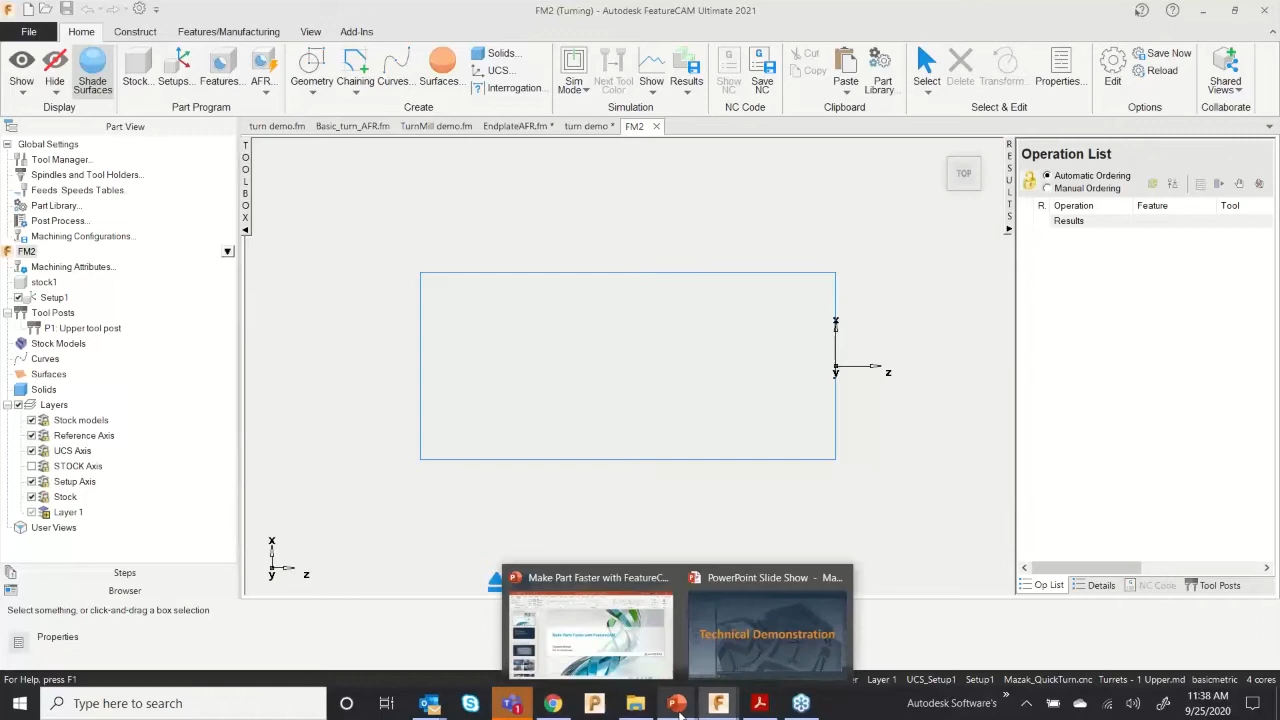 FM2 (Turning) - Autodesk FeatureCAM Ultimate 2021
File
Home
Construct
Features/Manufacturing
View
Add-Ins
Show
Hide
Shade
Surfaces
Display
Stock...
Setups...
Features...
AFR...
Part Program
Geometry
Chaining
Curves...
Surfaces...
Solids...
UCS...
Interrogation...
Create
Sim
Mode
Next Tool
Color
Show
Results
Simulation
Show
NC
Save
NC
NC Code
Cut
Copy
Paste
Part
Library...
Clipboard
Select
Delete
Transform...
Properties...
Select & Edit
Edit
Save Now
Reload
Options
Shared
Views
Collaborate
Part View
turn demo.fm
Basic_turn_AFR.fm
TurnMill demo.fm
EndplateAFR.fm *
turn demo *
FM2
Global Settings
Tool Manager...
Spindles and Tool Holders...
Feeds Speeds Tables...
Part Library...
Post Process...
Machining Configurations...
FM2
Machining Attributes...
stock1
Setup1
Tool Posts
P1: Upper tool post
Stock Models
Curves
Surfaces
Solids
Layers
Stock models
Reference Axis
UCS Axis
STOCK Axis
Setup Axis
Stock
Layer 1
User Views
Steps
Browser
TOOLBOX
TOP
x
y
z
x
y
z
RESULTS
Operation List
Automatic Ordering
Manual Ordering
R.
Operation
Feature
Tool
Results
Op List
Details
NC Code
Tool Posts
Select something, or click-and-drag a box selection
Properties
Make Part Faster with FeatureC...
PowerPoint Slide Show - Ma...
Make Parts Faster with FeatureCAM
Technical Demonstration
For Help, press F1
Layer 1
UCS_Setup1
Setup1
Mazak_QuickTurn.cnc
Turrets - 1 Upper.md
basicmetric
4 cores
Type here to search
1
Autodesk Software's
»
11:38 AM
9/25/2020